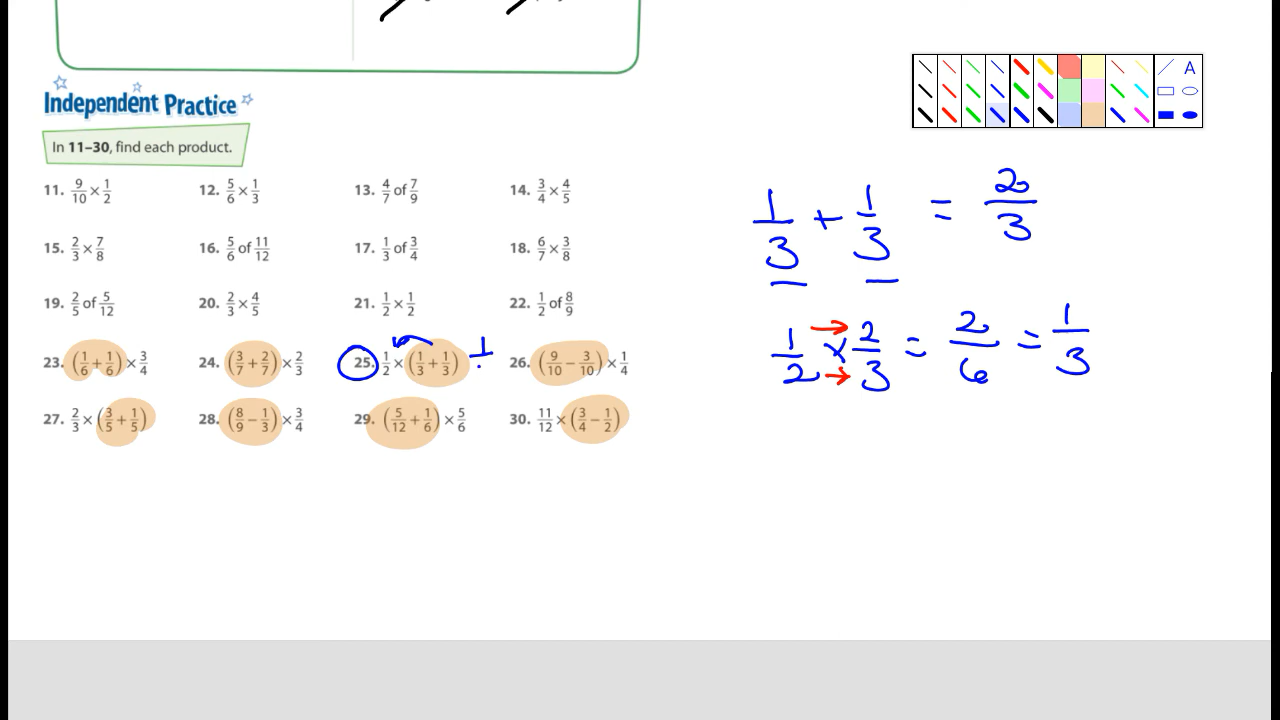 Independent Practice
In 11–30, find each product.
11. 9/10 × 1/2 12. 5/6 × 1/3 13. 4/7 of 7/9 14. 3/4 × 4/5
15. 2/3 × 7/8 16. 5/6 of 11/12 17. 1/3 of 3/4 18. 6/7 × 3/8
19. 2/5 of 5/12 20. 2/3 × 4/5 21. 1/2 × 1/2 22. 1/2 of 8/9
23. (1/6 + 1/6) × 3/4 24. (3/7 + 2/7) × 2/3 25. 1/2 × (1/3 + 1/3) 1 26. (9/10 − 3/10) × 1/4
27. 2/3 × (3/5 + 1/5) 28. (8/9 − 1/3) × 3/4 29. (5/12 + 1/6) × 5/6 30. 11/12 × (3/4 − 1/2)
A
1/3 + 1/3 = 2/3
1/2 × 2/3 = 2/6 = 1/3